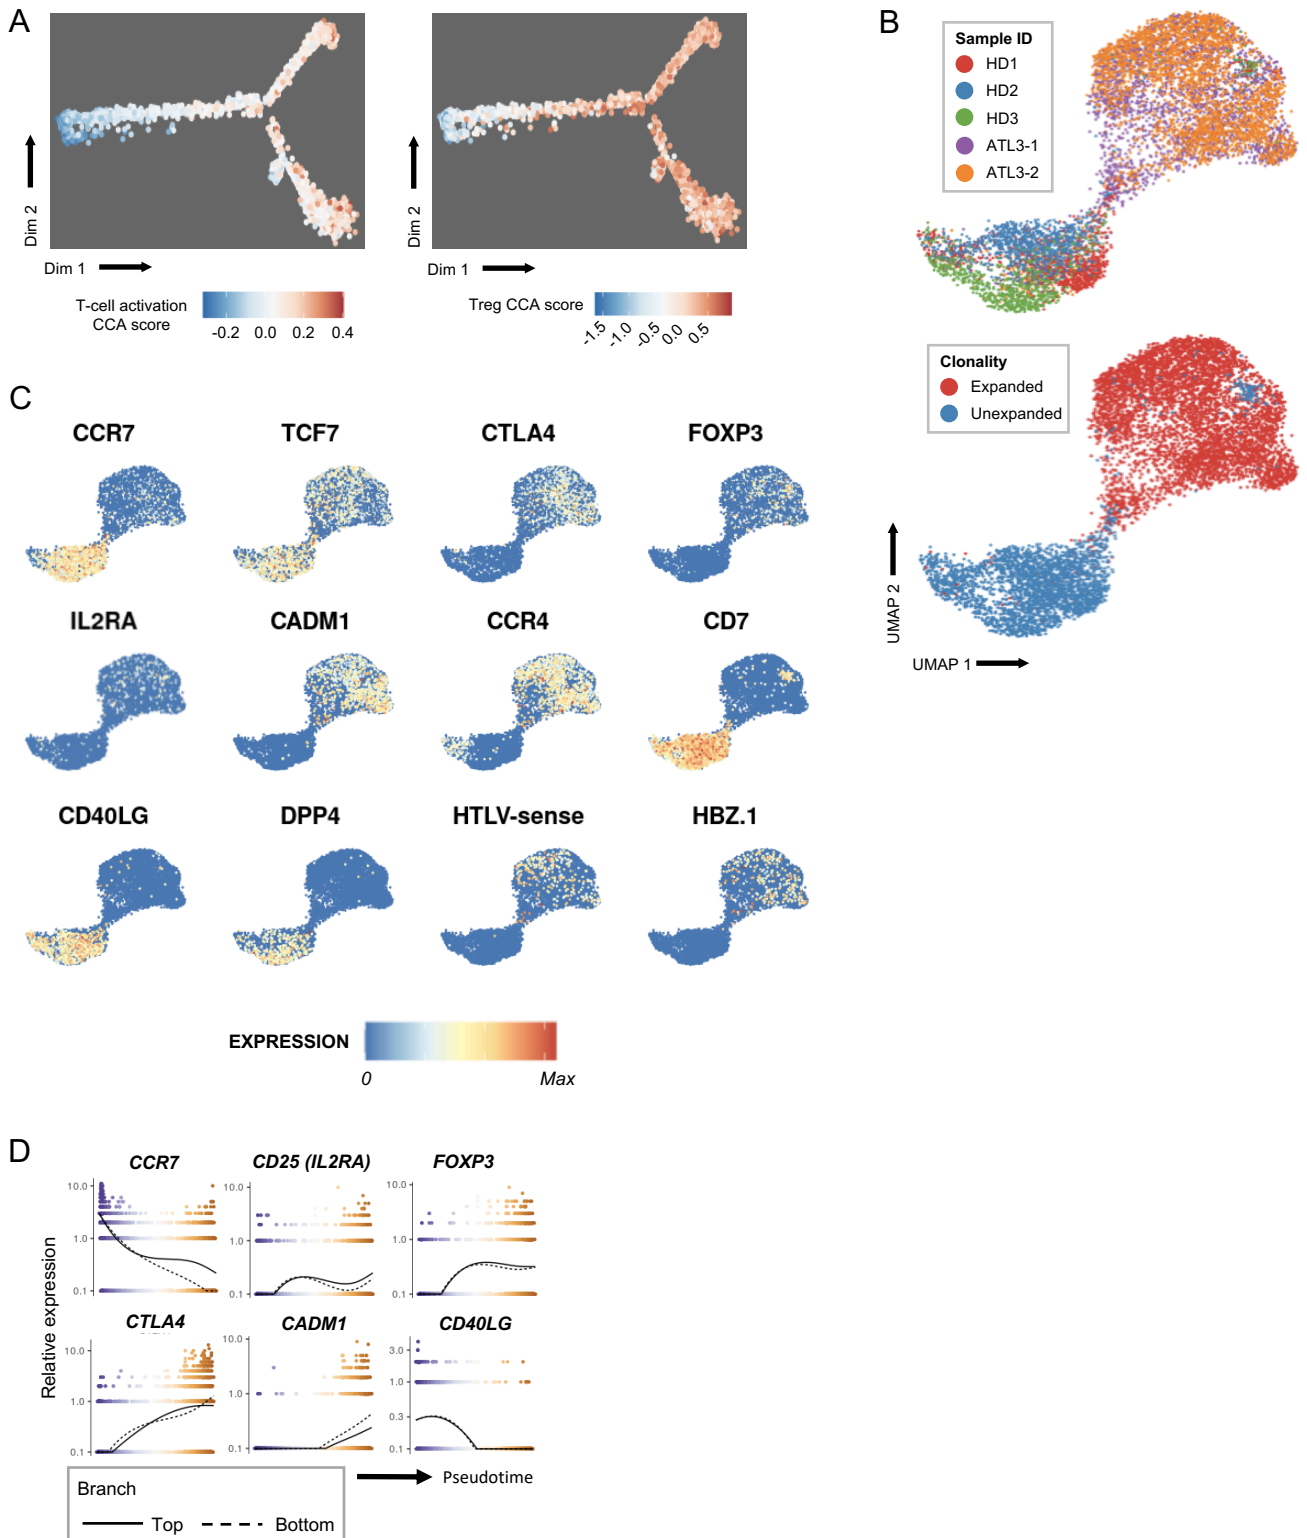 A
Dim 2
Dim 1
T-cell activation
CCA score
-0.2 0.0 0.2 0.4
Dim 2
Dim 1
Treg CCA score
-1.5 -1.0 -0.5 0.0 0.5
B
Sample ID
HD1
HD2
HD3
ATL3-1
ATL3-2
Clonality
Expanded
Unexpanded
UMAP 2
UMAP 1
C
CCR7 TCF7 CTLA4 FOXP3
IL2RA CADM1 CCR4 CD7
CD40LG DPP4 HTLV-sense HBZ.1
EXPRESSION
0 Max
D
Relative expression
CCR7 CD25 (IL2RA) FOXP3
10.0 10.0 10.0
1.0 1.0 1.0
0.1 0.1 0.1
CTLA4 CADM1 CD40LG
10.0 10.0 3.0
1.0 1.0 1.0
0.3
0.1 0.1 0.1
Pseudotime
Branch
Top Bottom